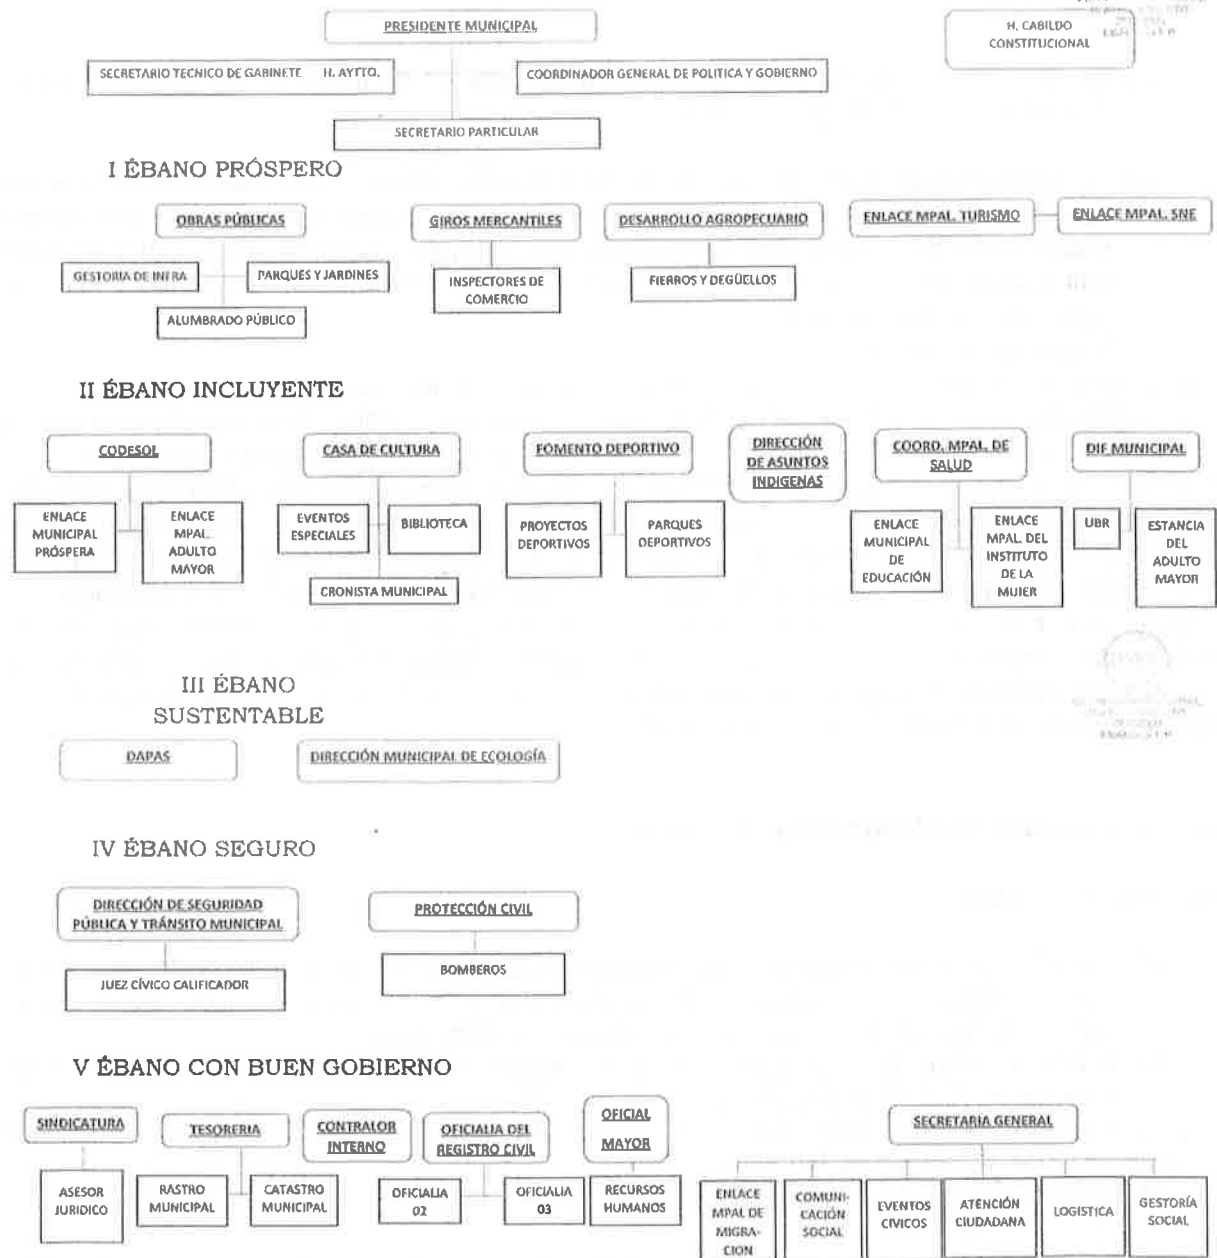 PRESIDENTE MUNICIPAL
H. CABILDO
CONSTITUCIONAL
SECRETARIO TECNICO DE GABINETE H. AYTTO.
COORDINADOR GENERAL DE POLITICA Y GOBIERNO
SECRETARIO PARTICULAR
I ÉBANO PRÓSPERO
OBRAS PÚBLICAS
GIROS MERCANTILES
DESARROLLO AGROPECUARIO
ENLACE MPAL. TURISMO
ENLACE MPAL. SNE
GESTORIA DE INFRA
PARQUES Y JARDINES
ALUMBRADO PÚBLICO
INSPECTORES DE
COMERCIO
FIERROS Y DEGÜELLOS
II ÉBANO INCLUYENTE
CODESOL
CASA DE CULTURA
FOMENTO DEPORTIVO
DIRECCIÓN
DE ASUNTOS
INDIGENAS
COORD. MPAL. DE
SALUD
DIF MUNICIPAL
ENLACE
MUNICIPAL
PRÓSPERA
ENLACE
MPAL.
ADULTO
MAYOR
EVENTOS
ESPECIALES
BIBLIOTECA
CRONISTA MUNICIPAL
PROYECTOS
DEPORTIVOS
PARQUES
DEPORTIVOS
ENLACE
MUNICIPAL
DE
EDUCACIÓN
ENLACE
MPAL. DEL
INSTITUTO
DE LA
MUJER
UBR
ESTANCIA
DEL
ADULTO
MAYOR
III ÉBANO
SUSTENTABLE
DAPAS
DIRECCIÓN MUNICIPAL DE ECOLOGÍA
IV ÉBANO SEGURO
DIRECCIÓN DE SEGURIDAD
PÚBLICA Y TRÁNSITO MUNICIPAL
PROTECCIÓN CIVIL
JUEZ CÍVICO CALIFICADOR
BOMBEROS
V ÉBANO CON BUEN GOBIERNO
SINDICATURA
TESORERIA
CONTRALOR
INTERNO
OFICIALIA DEL
REGISTRO CIVIL
OFICIAL
MAYOR
SECRETARIA GENERAL
ASESOR
JURIDICO
RASTRO
MUNICIPAL
CATASTRO
MUNICIPAL
OFICIALIA
02
OFICIALIA
03
RECURSOS
HUMANOS
ENLACE
MPAL DE
MIGRA-
CION
COMUNI-
CACIÓN
SOCIAL
EVENTOS
CIVICOS
ATENCIÓN
CIUDADANA
LOGISTICA
GESTORÍA
SOCIAL